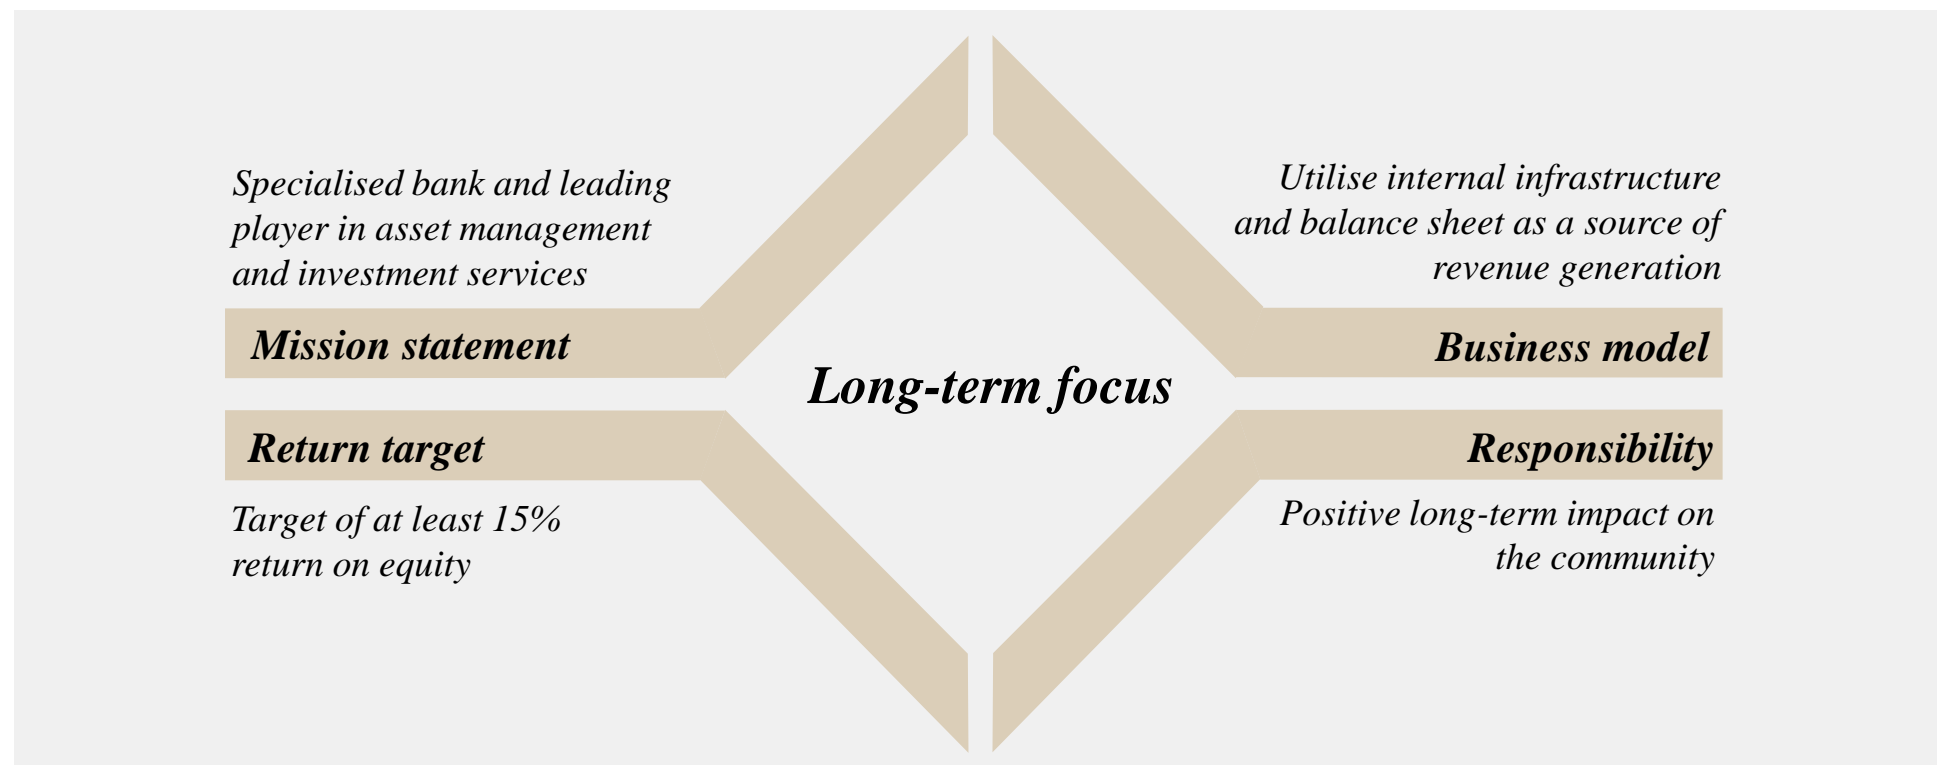 Specialised bank and leading
player in asset management
and investment services
Mission statement
Utilise internal infrastructure
and balance sheet as a source of
revenue generation
Business model
Long-term focus
Return target
Target of at least 15%
return on equity
Responsibility
Positive long-term impact on
the community